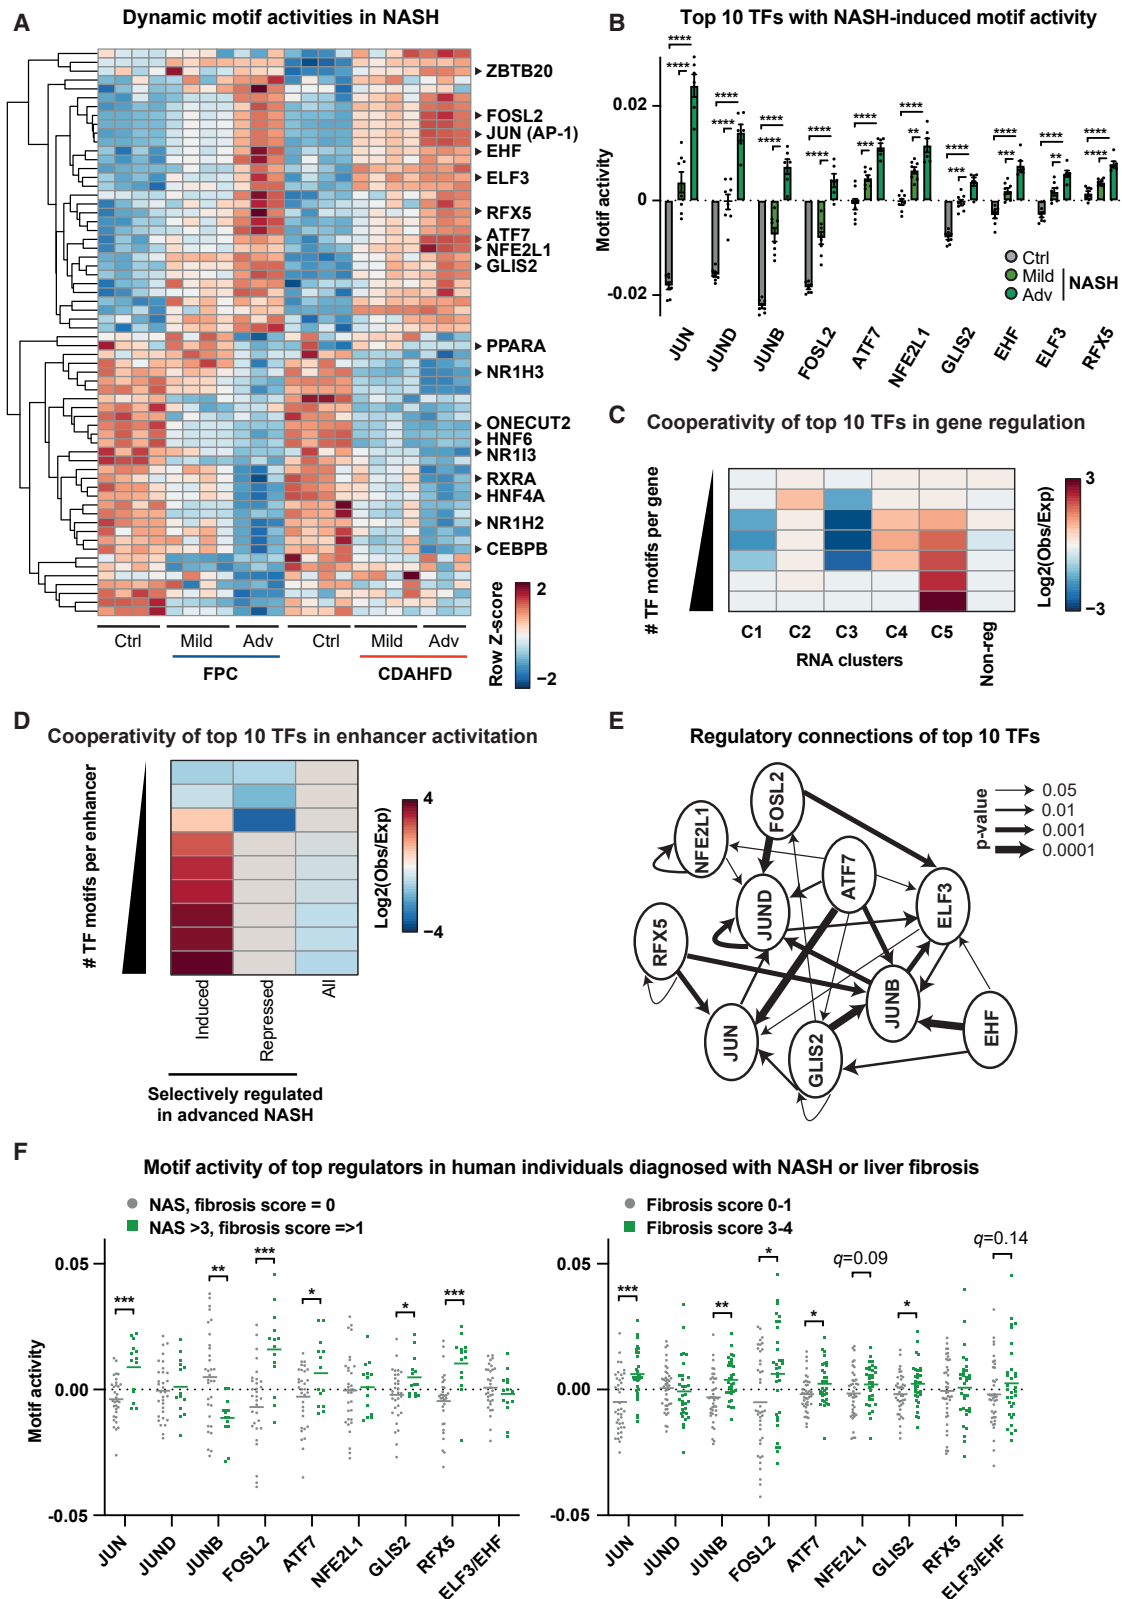 A
Dynamic motif activities in NASH
ZBTB20
FOSL2
JUN (AP-1)
EHF
ELF3
RFX5
ATF7
NFE2L1
GLIS2
PPARA
NR1H3
ONECUT2
HNF6
NR1I3
RXRA
HNF4A
NR1H2
CEBPB
Row Z-score
2
−2
Ctrl Mild Adv Ctrl Mild Adv
FPC CDAHFD
B
Top 10 TFs with NASH-induced motif activity
Motif activity
0.02
0
-0.02
**** **** **** **** **** **** **** **** **** ****
**** **** **** **** *** ** *** *** ** ****
Ctrl
Mild
Adv
NASH
JUN JUND JUNB FOSL2 ATF7 NFE2L1 GLIS2 EHF ELF3 RFX5
C
Cooperativity of top 10 TFs in gene regulation
# TF motifs per gene
C1 C2 C3 C4 C5 Non-reg
RNA clusters
Log2(Obs/Exp)
3
−3
D
Cooperativity of top 10 TFs in enhancer activitation
# TF motifs per enhancer
Induced Repressed All
Selectively regulated
in advanced NASH
Log2(Obs/Exp)
4
−4
E
Regulatory connections of top 10 TFs
FOSL2
NFE2L1
ATF7
JUND
ELF3
RFX5
JUNB
JUN
GLIS2
EHF
p-value
0.05
0.01
0.001
0.0001
F
Motif activity of top regulators in human individuals diagnosed with NASH or liver fibrosis
NAS, fibrosis score = 0
NAS >3, fibrosis score =>1
Motif activity
0.05
0.00
-0.05
*** ** *** * * ***
JUN JUND JUNB FOSL2 ATF7 NFE2L1 GLIS2 RFX5 ELF3/EHF
Fibrosis score 0-1
Fibrosis score 3-4
0.05
0.00
-0.05
*** ** * * q=0.09 * q=0.14
JUN JUND JUNB FOSL2 ATF7 NFE2L1 GLIS2 RFX5 ELF3/EHF